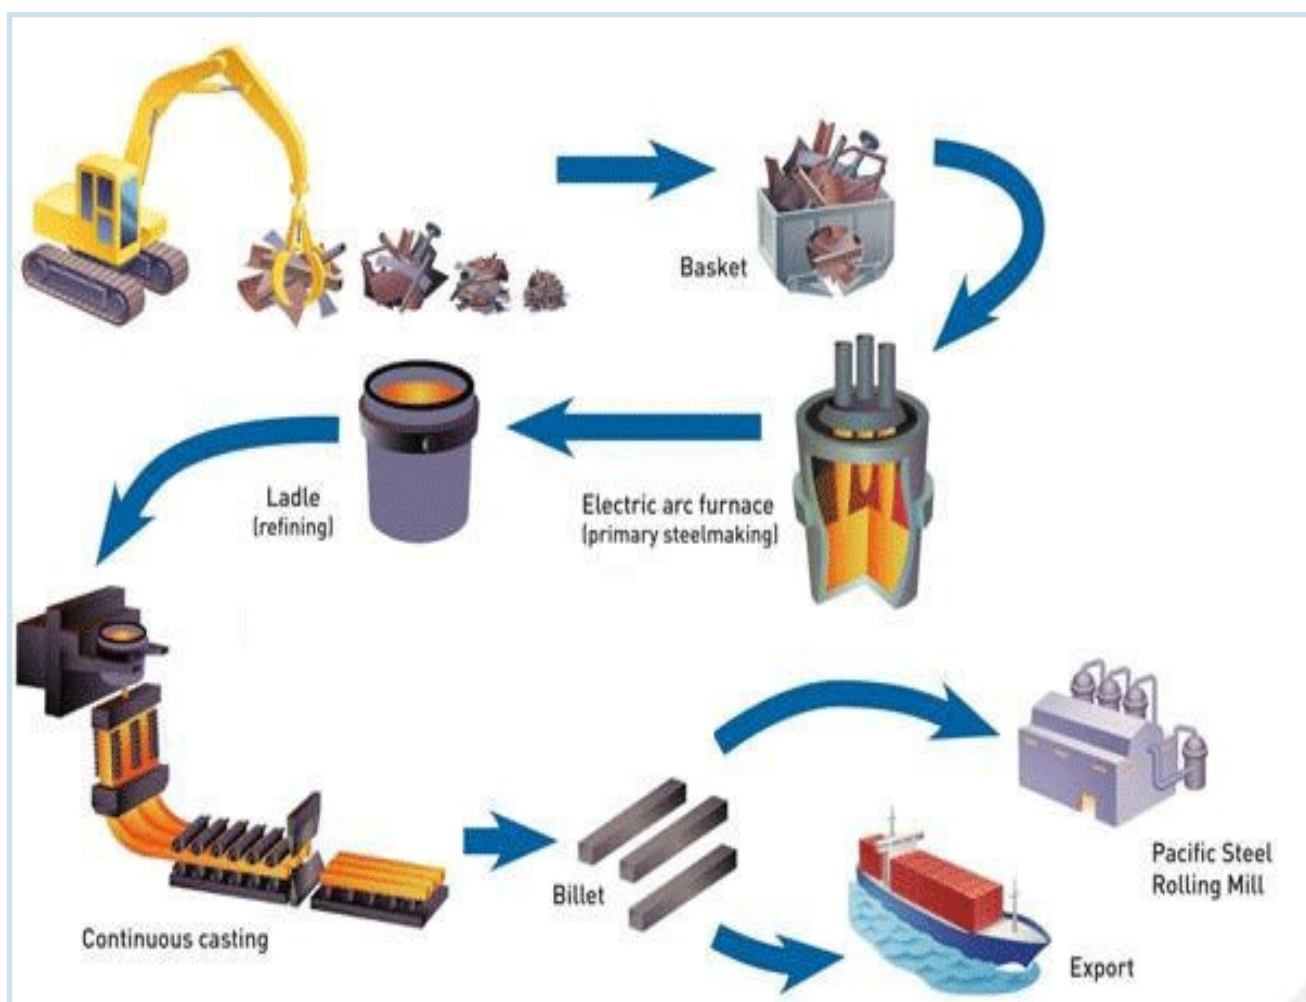 Basket
Ladle
(refining)
Electric arc furnace
(primary steelmaking)
Continuous casting
Billet
Pacific Steel
Rolling Mill
Export